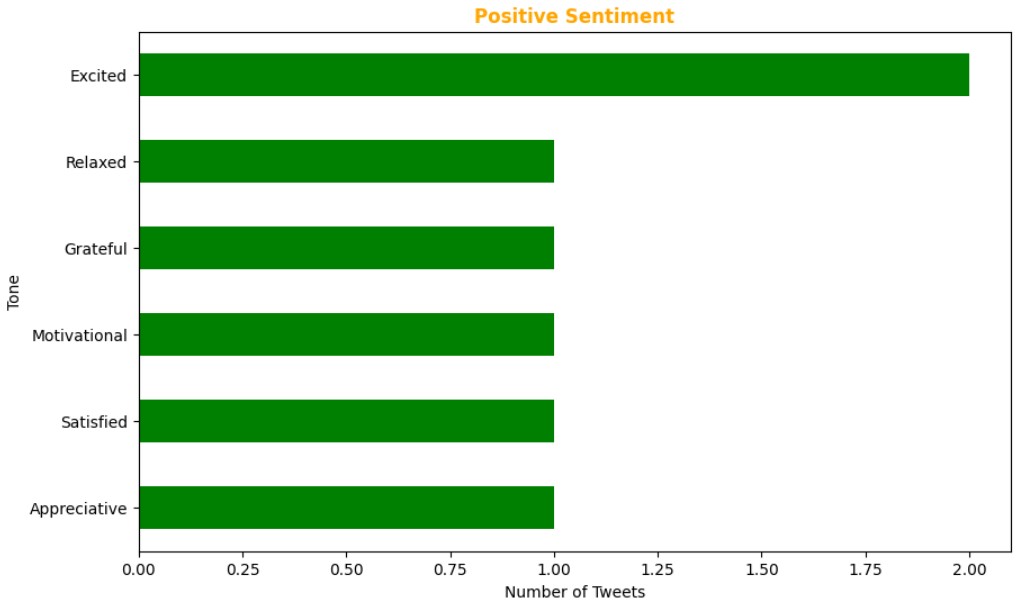 Positive Sentiment
Excited
Relaxed
Grateful
Motivational
Satisfied
Appreciative
Tone
0.00 0.25 0.50 0.75 1.00 1.25 1.50 1.75 2.00
Number of Tweets